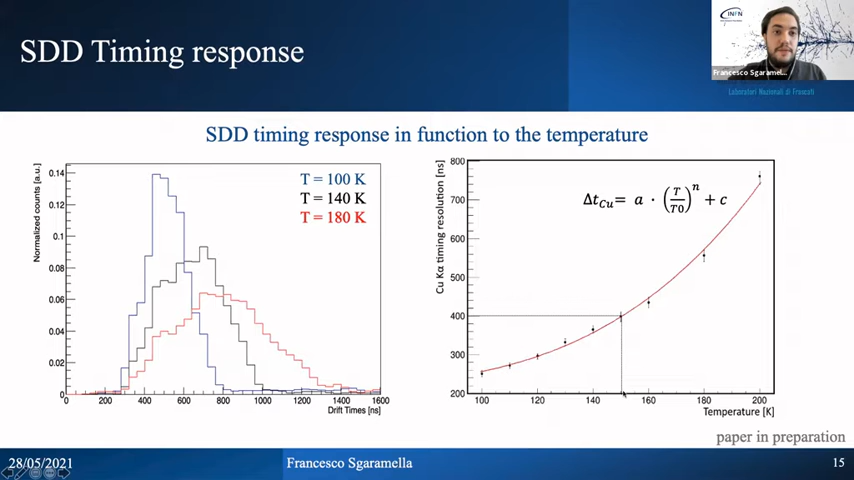 SDD Timing response
INFN
Francesco Sgaramel...
Laboratori Nazionali di Frascati
SDD timing response in function to the temperature
Normalized counts [a.u.]
0.14
0.12
0.1
0.08
0.06
0.04
0.02
0
0 200 400 600 800 1000 1200 1400 1600
Drift Times [ns]
T = 100 K
T = 140 K
T = 180 K
Cu Kα timing resolution [ns]
800
700
600
500
400
300
200
100 120 140 160 180 200
Temperature [K]
Δt_Cu = a · (T/T0)^n + c
paper in preparation
28/05/2021
Francesco Sgaramella
15